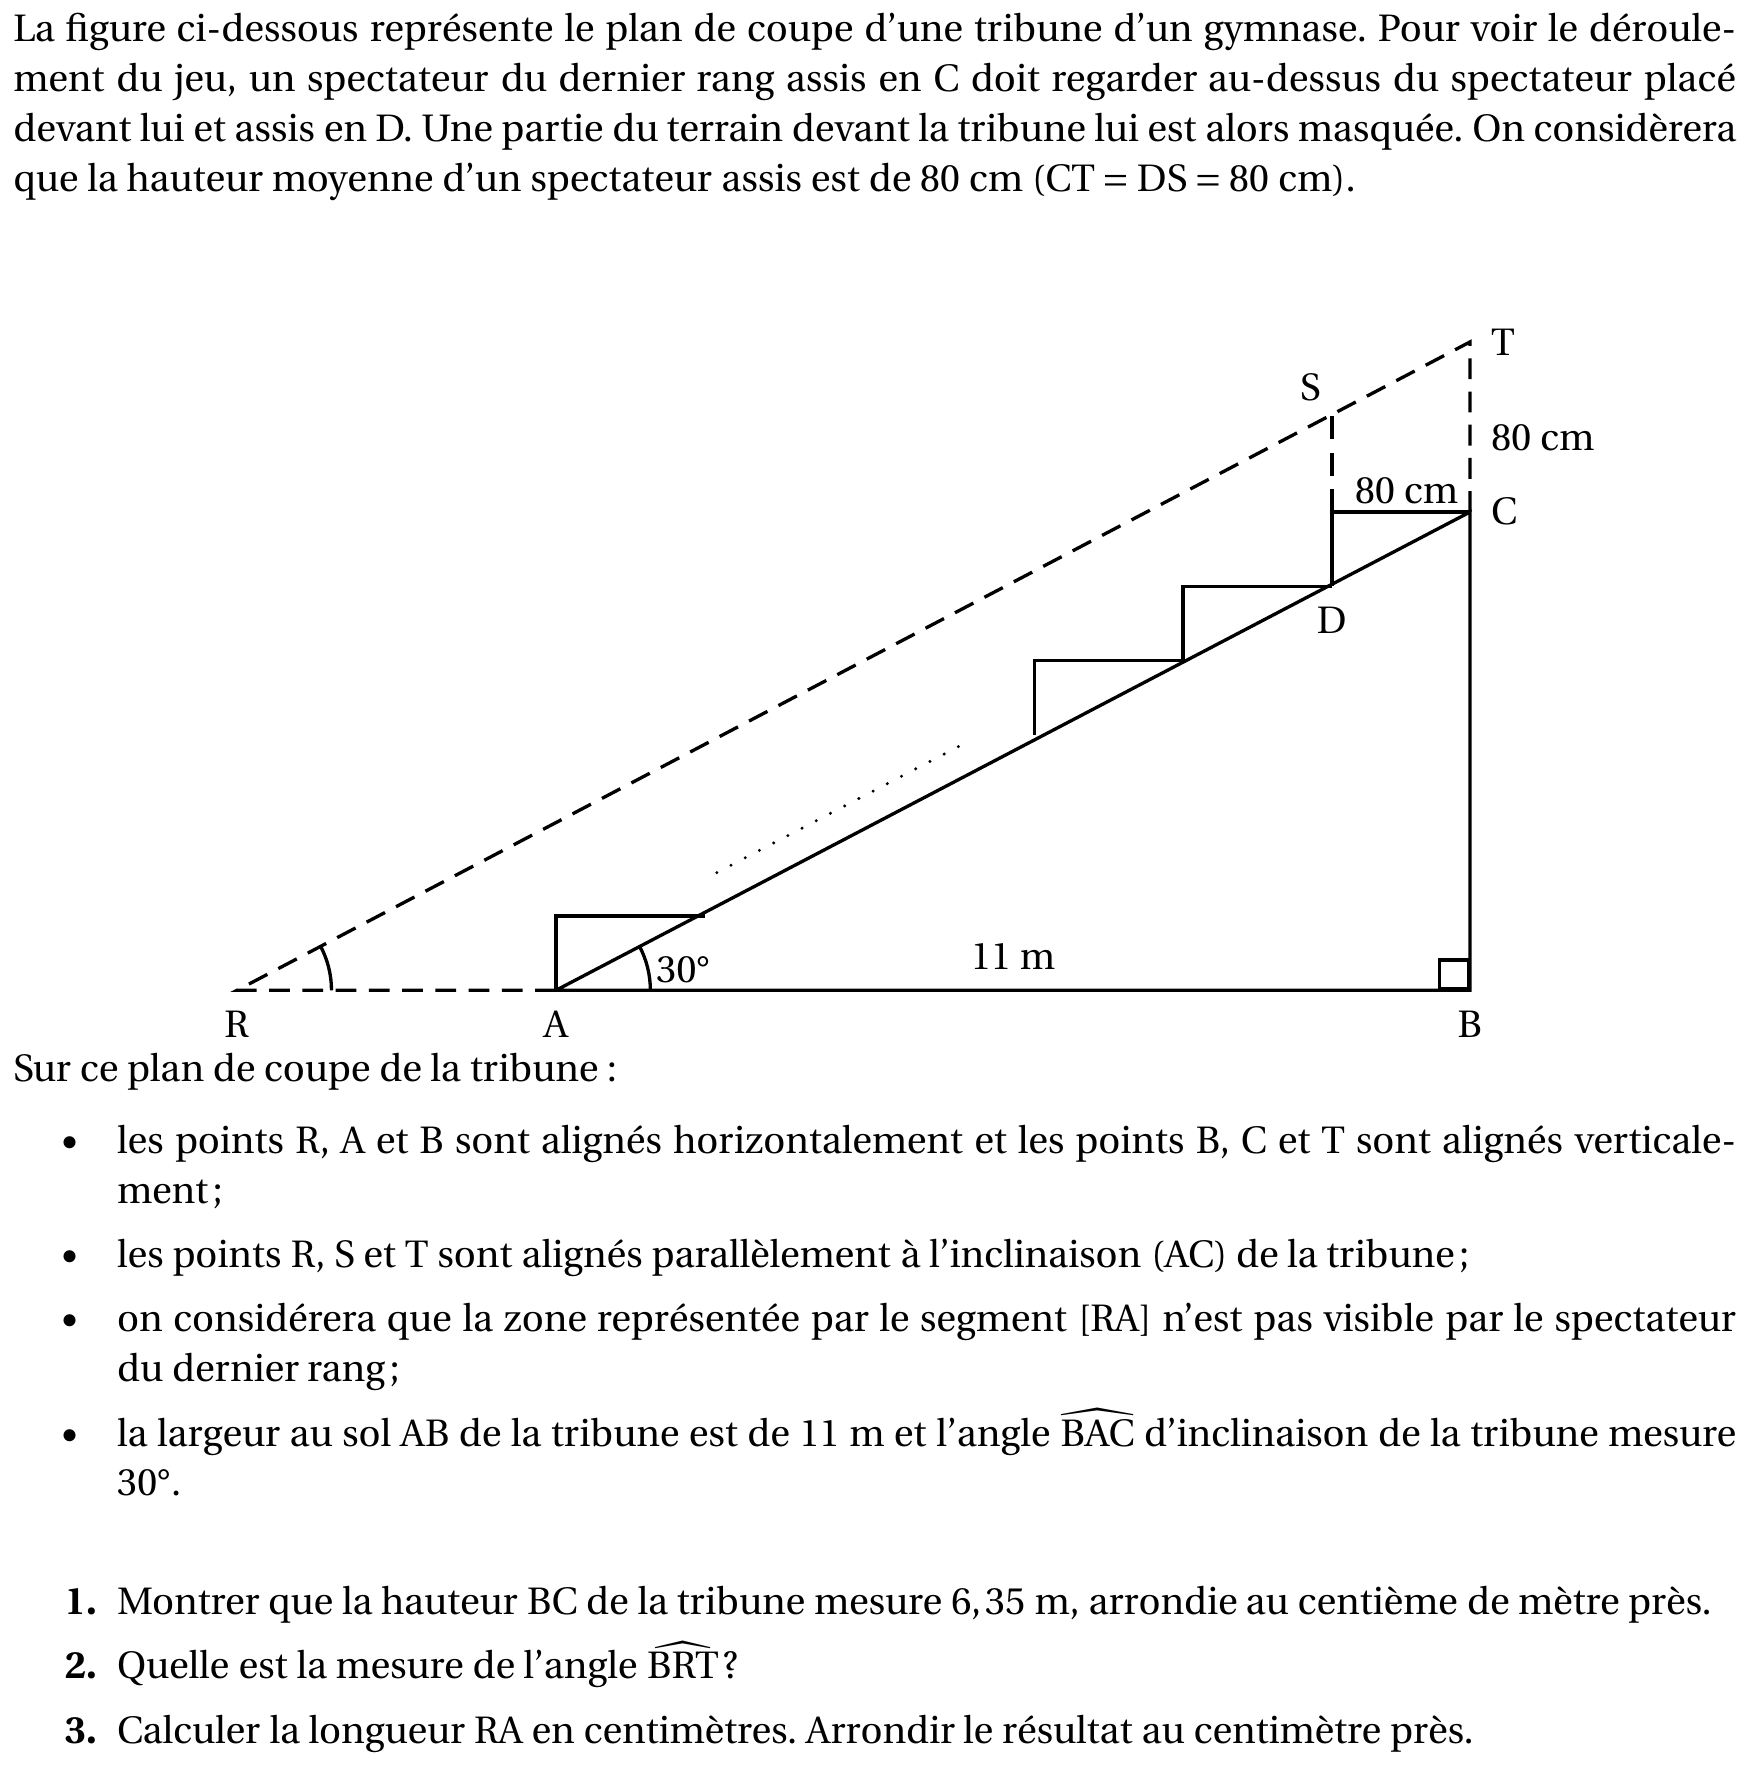 La figure ci-dessous représente le plan de coupe d’une tribune d’un gymnase. Pour voir le déroule-
ment du jeu, un spectateur du dernier rang assis en C doit regarder au-dessus du spectateur placé
devant lui et assis en D. Une partie du terrain devant la tribune lui est alors masquée. On considèrera
que la hauteur moyenne d’un spectateur assis est de 80 cm (CT = DS = 80 cm).
T
S
80 cm
80 cm
C
D
30°
11 m
R
A
B
Sur ce plan de coupe de la tribune :
• les points R, A et B sont alignés horizontalement et les points B, C et T sont alignés verticale-
ment ;
• les points R, S et T sont alignés parallèlement à l’inclinaison (AC) de la tribune ;
• on considérera que la zone représentée par le segment [RA] n’est pas visible par le spectateur
du dernier rang ;
• la largeur au sol AB de la tribune est de 11 m et l’angle \widehat{BAC} d’inclinaison de la tribune mesure
30°.
1. Montrer que la hauteur BC de la tribune mesure 6,35 m, arrondie au centième de mètre près.
2. Quelle est la mesure de l’angle \widehat{BRT} ?
3. Calculer la longueur RA en centimètres. Arrondir le résultat au centimètre près.